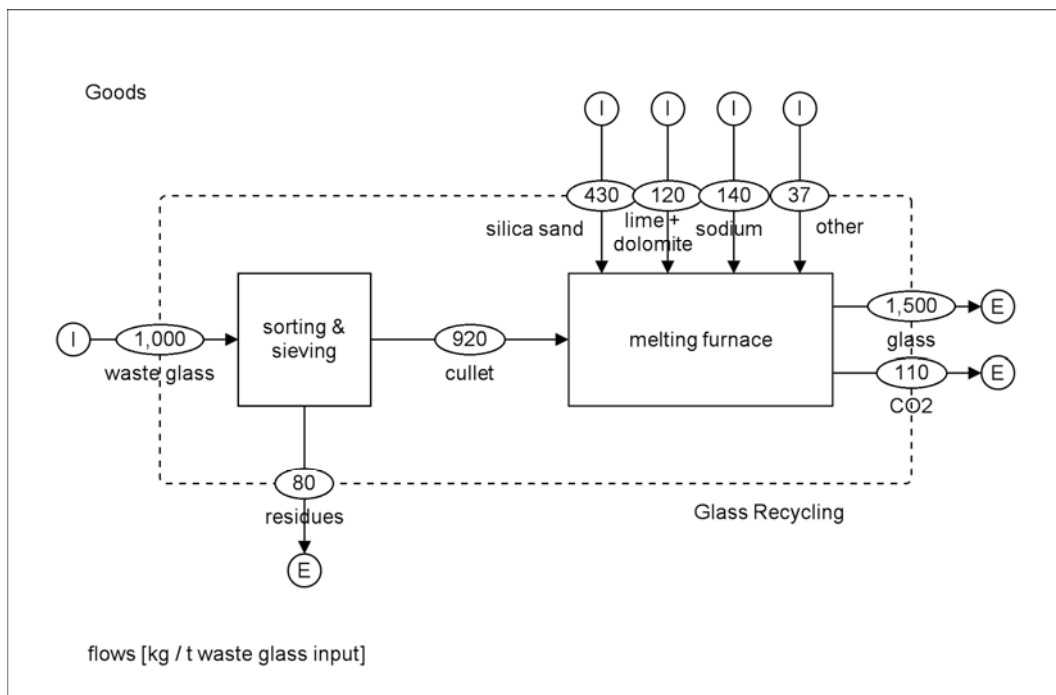 Goods
I
I
I
I
430
120
140
37
silica sand
lime +
dolomite
sodium
other
I
1,000
waste glass
sorting &
sieving
920
cullet
melting furnace
1,500
glass
E
110
CO2
E
80
residues
E
Glass Recycling
flows [kg / t waste glass input]